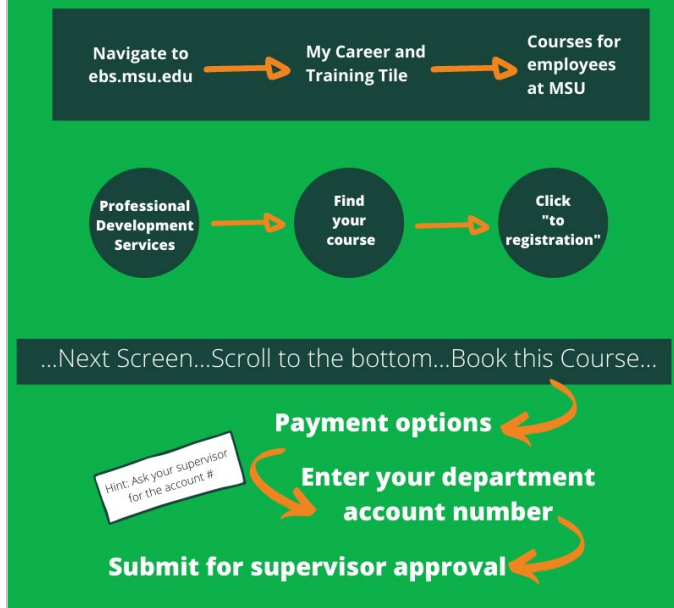 Navigate to
ebs.msu.edu
My Career and
Training Tile
Courses for
employees
at MSU
Professional
Development
Services
Find
your
course
Click
"to
registration"
...Next Screen...Scroll to the bottom...Book this Course...
Payment options
Hint: Ask your supervisor
for the account #
Enter your department
account number
Submit for supervisor approval